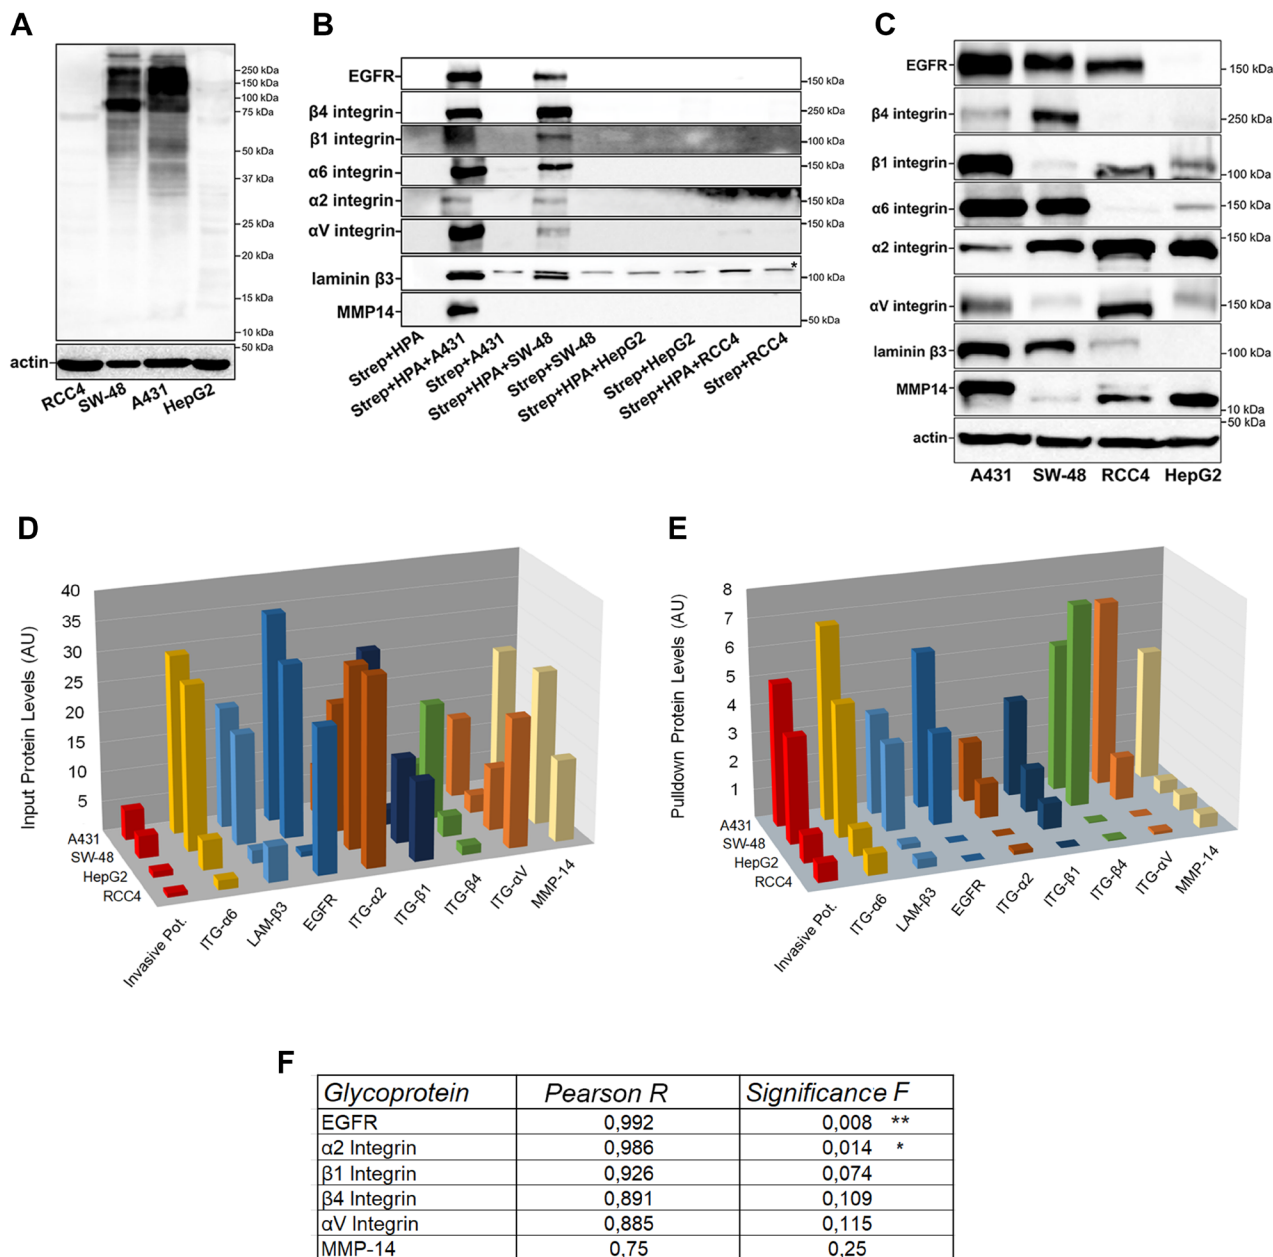 A
250 kDa
150 kDa
100 kDa
75 kDa
50 kDa
37 kDa
25 kDa
20 kDa
15 kDa
10 kDa
50 kDa
actin
RCC4
SW-48
A431
HepG2
B
EGFR
150 kDa
β4 integrin
250 kDa
β1 integrin
100 kDa
α6 integrin
150 kDa
α2 integrin
150 kDa
αV integrin
150 kDa
laminin β3
*
100 kDa
MMP14
50 kDa
Strep+HPA
Strep+HPA+A431
Strep+A431
Strep+HPA+SW-48
Strep+SW-48
Strep+HPA+HepG2
Strep+HepG2
Strep+HPA+RCC4
Strep+RCC4
C
EGFR
150 kDa
β4 integrin
250 kDa
β1 integrin
100 kDa
α6 integrin
150 kDa
α2 integrin
150 kDa
αV integrin
150 kDa
laminin β3
100 kDa
MMP14
10 kDa
50 kDa
actin
A431 SW-48 RCC4 HepG2
D
Input Protein Levels (AU)
40
35
30
25
20
15
10
5
A431
SW-48
HepG2
RCC4
Invasive Pot.
ITG-α6
LAM-β3
EGFR
ITG-α2
ITG-β1
ITG-β4
ITG-αV
MMP-14
E
Pulldown Protein Levels (AU)
8
7
6
5
4
3
2
1
A431
SW-48
HepG2
RCC4
Invasive Pot.
ITG-α6
LAM-β3
EGFR
ITG-α2
ITG-β1
ITG-β4
ITG-αV
MMP-14
F
Glycoprotein Pearson R Significance F
EGFR 0,992 0,008 **
α2 Integrin 0,986 0,014 *
β1 Integrin 0,926 0,074
β4 Integrin 0,891 0,109
αV Integrin 0,885 0,115
MMP-14 0,75 0,25